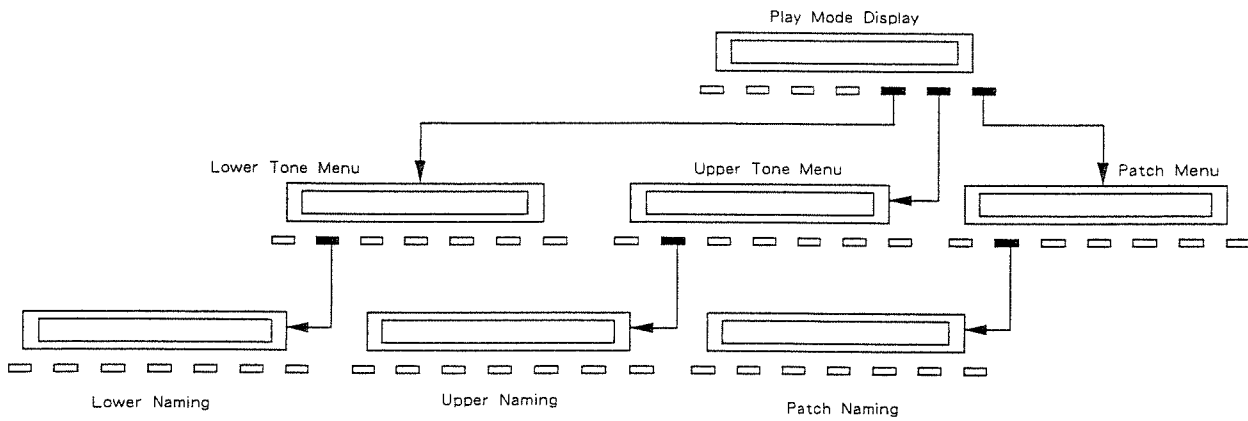 Play Mode Display
Lower Tone Menu
Upper Tone Menu
Patch Menu
Lower Naming
Upper Naming
Patch Naming